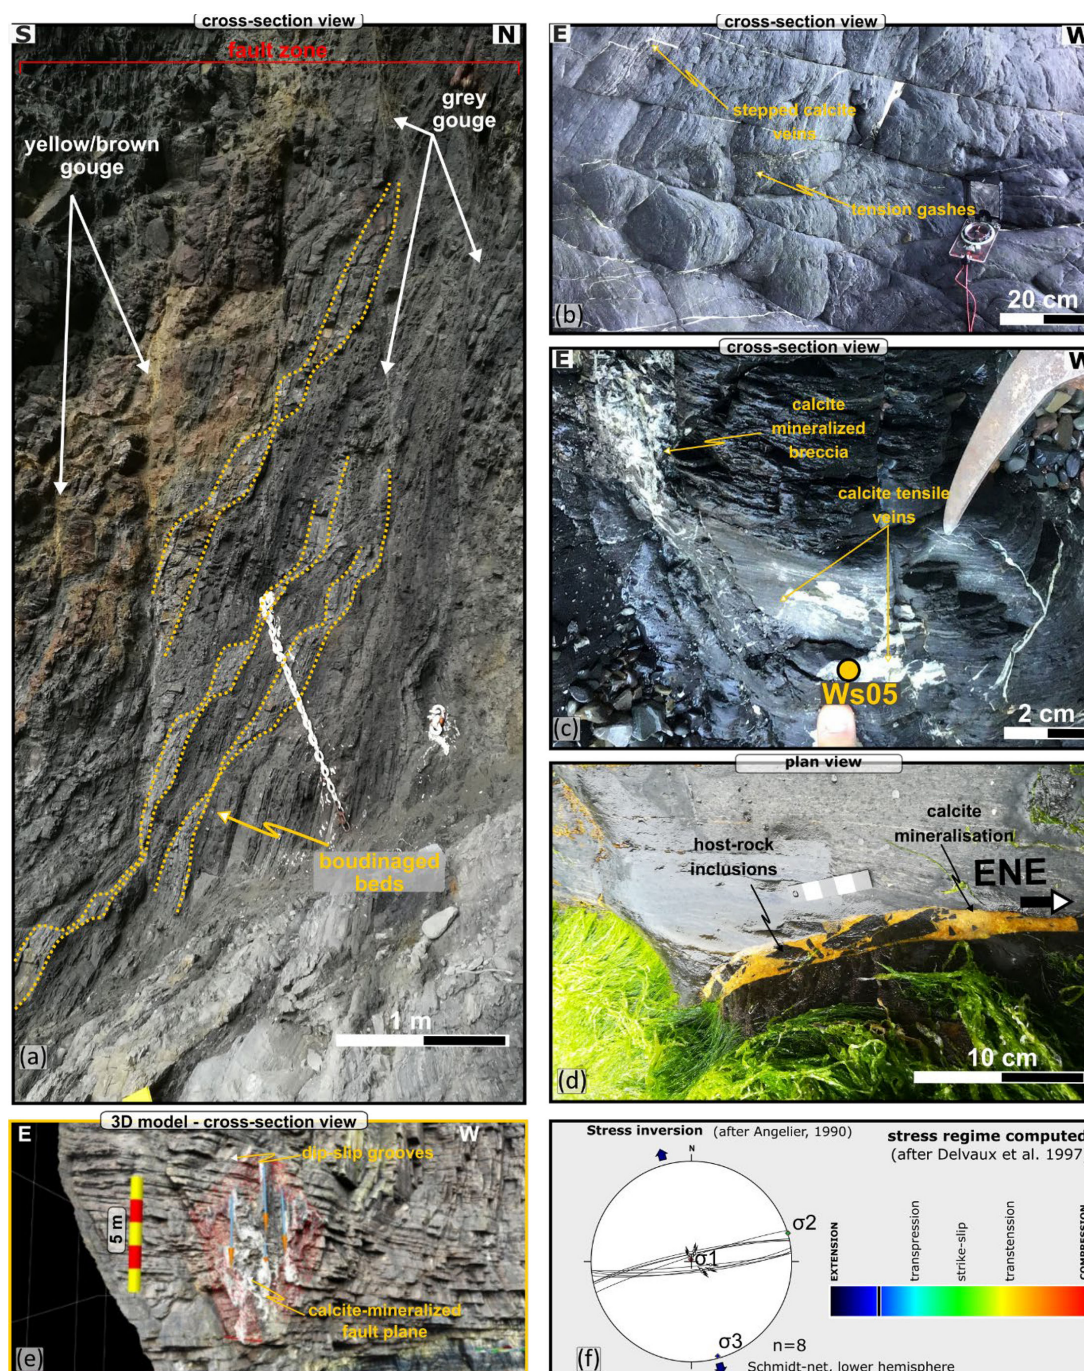 cross-section view
S
N
fault zone
grey
gouge
yellow/brown
gouge
boudinaged
beds
1 m
(a)
cross-section view
E
W
stepped calcite
veins
tension gashes
20 cm
(b)
cross-section view
E
W
calcite
mineralized
breccia
calcite tensile
veins
Ws05
2 cm
(c)
plan view
calcite
mineralisation
host-rock
inclusions
ENE
10 cm
(d)
3D model - cross-section view
E
W
dip-slip grooves
5 m
calcite-mineralized
fault plane
(e)
Stress inversion (after Angelier, 1990)
stress regime computed
(after Delvaux et al. 1997)
N
σ2
σ1
σ3
n=8
Schmidt-net, lower hemisphere
EXTENSION
transpression
strike-slip
transtenssion
COMPRESSION
(f)